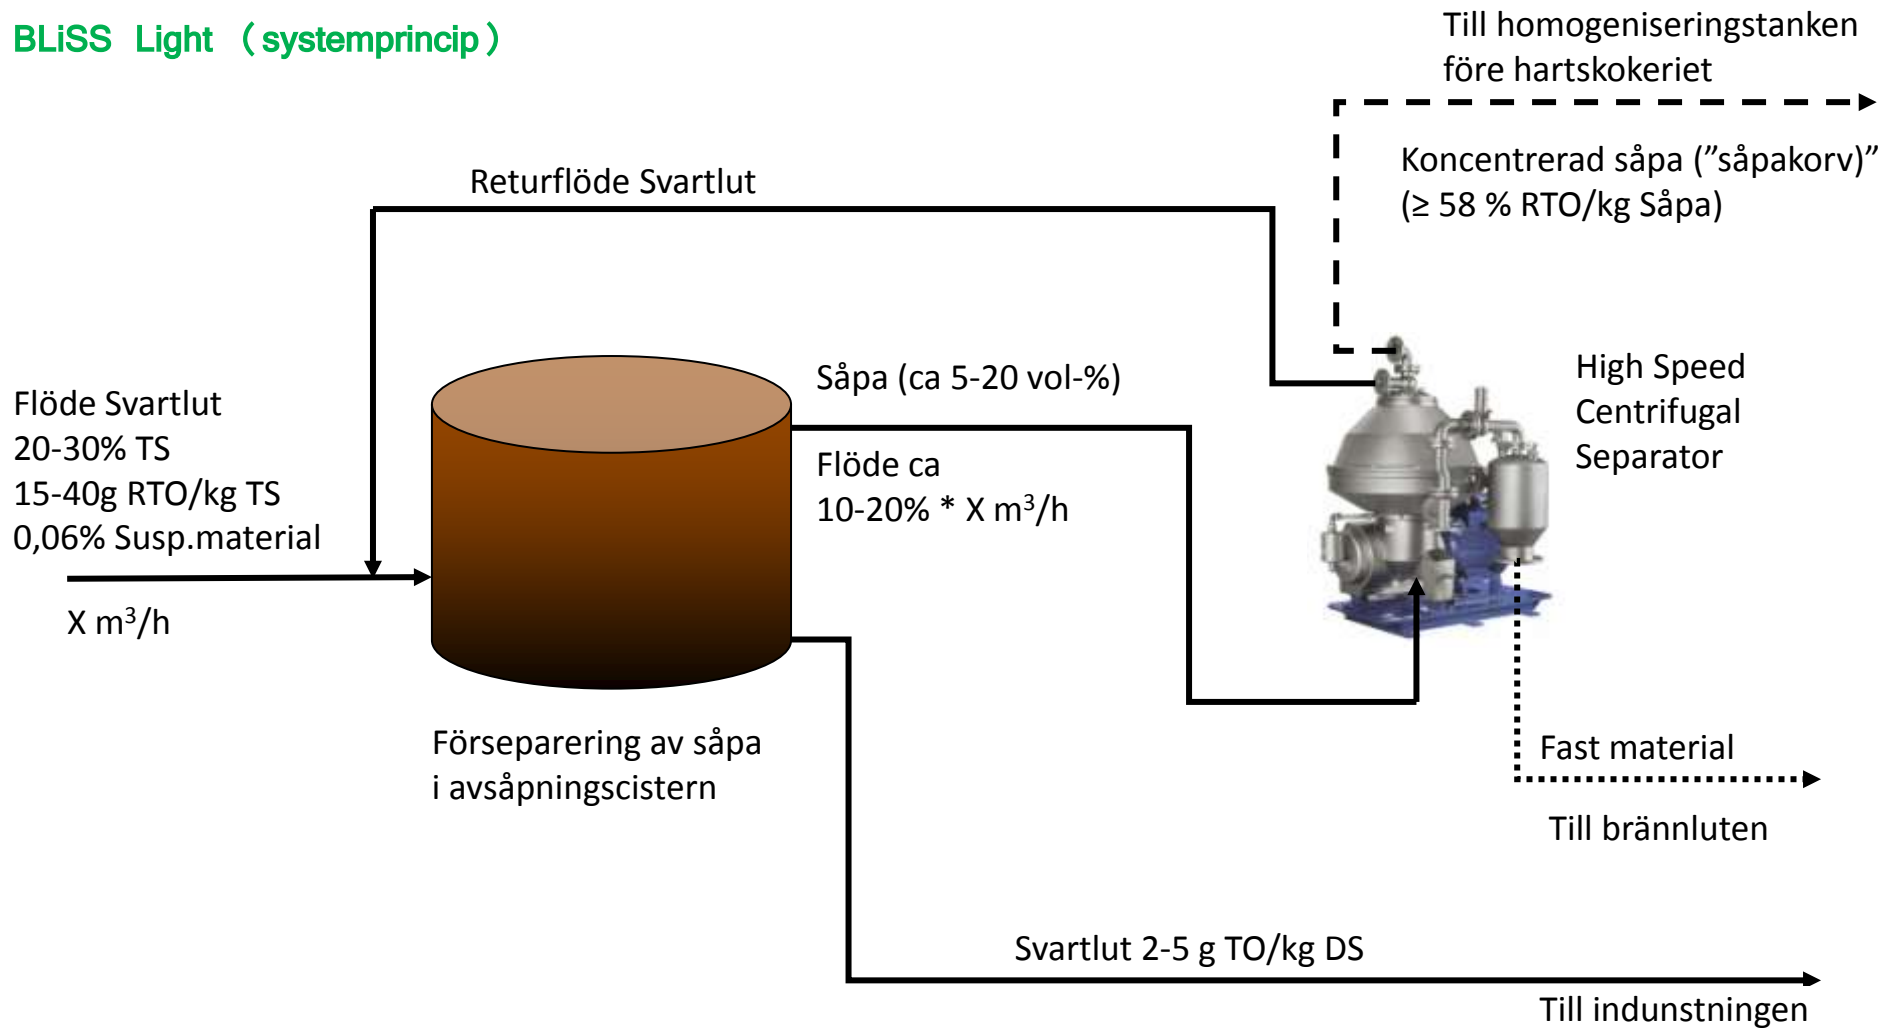 BLiSS Light (systemprincip)
Till homogeniseringstanken
före hartskokeriet
Koncentrerad såpa (”såpakorv)”
(≥ 58 % RTO/kg Såpa)
Returflöde Svartlut
Flöde Svartlut
20-30% TS
15-40g RTO/kg TS
0,06% Susp.material
X m³/h
Såpa (ca 5-20 vol-%)
Flöde ca
10-20% * X m³/h
High Speed
Centrifugal
Separator
Förseparering av såpa
i avsåpningscistern
Fast material
Till brännluten
Svartlut 2-5 g TO/kg DS
Till indunstningen